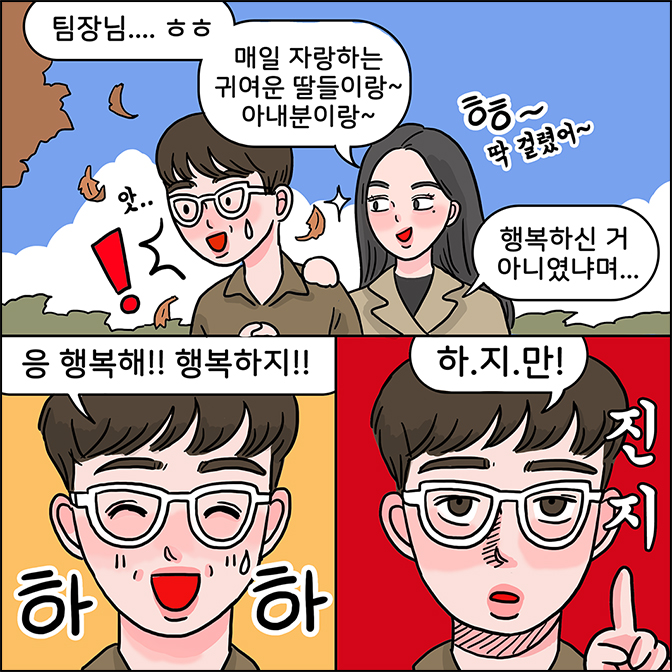 팀장님.... ㅎㅎ
매일 자랑하는
귀여운 딸들이랑~
아내분이랑~
흐흐~
딱 걸렸어~
앗..
!
행복하신 거
아니였냐며...
응 행복해!! 행복하지!!
하
하
하.지.만!
진
지